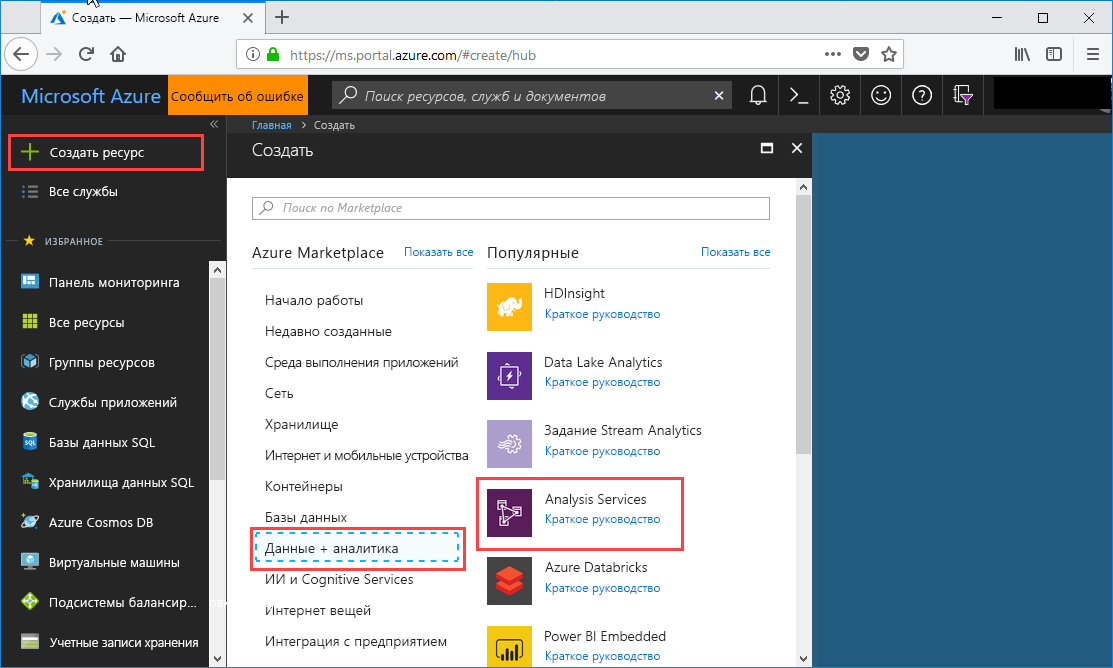 Создать — Microsoft Azure
https://ms.portal.azure.com/#create/hub
Microsoft Azure
Сообщить об ошибке
Поиск ресурсов, служб и документов
Главная > Создать
Создать ресурс
Все службы
ИЗБРАННОЕ
Панель мониторинга
Все ресурсы
Группы ресурсов
Службы приложений
Базы данных SQL
Хранилища данных SQL
Azure Cosmos DB
Виртуальные машины
Подсистемы балансир...
Учетные записи хранения
Создать
Поиск по Marketplace
Azure Marketplace
Показать все
Начало работы
Недавно созданные
Среда выполнения приложений
Сеть
Хранилище
Интернет и мобильные устройства
Контейнеры
Базы данных
Данные + аналитика
ИИ и Cognitive Services
Интернет вещей
Интеграция с предприятием
Популярные
Показать все
HDInsight
Краткое руководство
Data Lake Analytics
Краткое руководство
Задание Stream Analytics
Краткое руководство
Analysis Services
Краткое руководство
Azure Databricks
Краткое руководство
Power BI Embedded
Краткое руководство